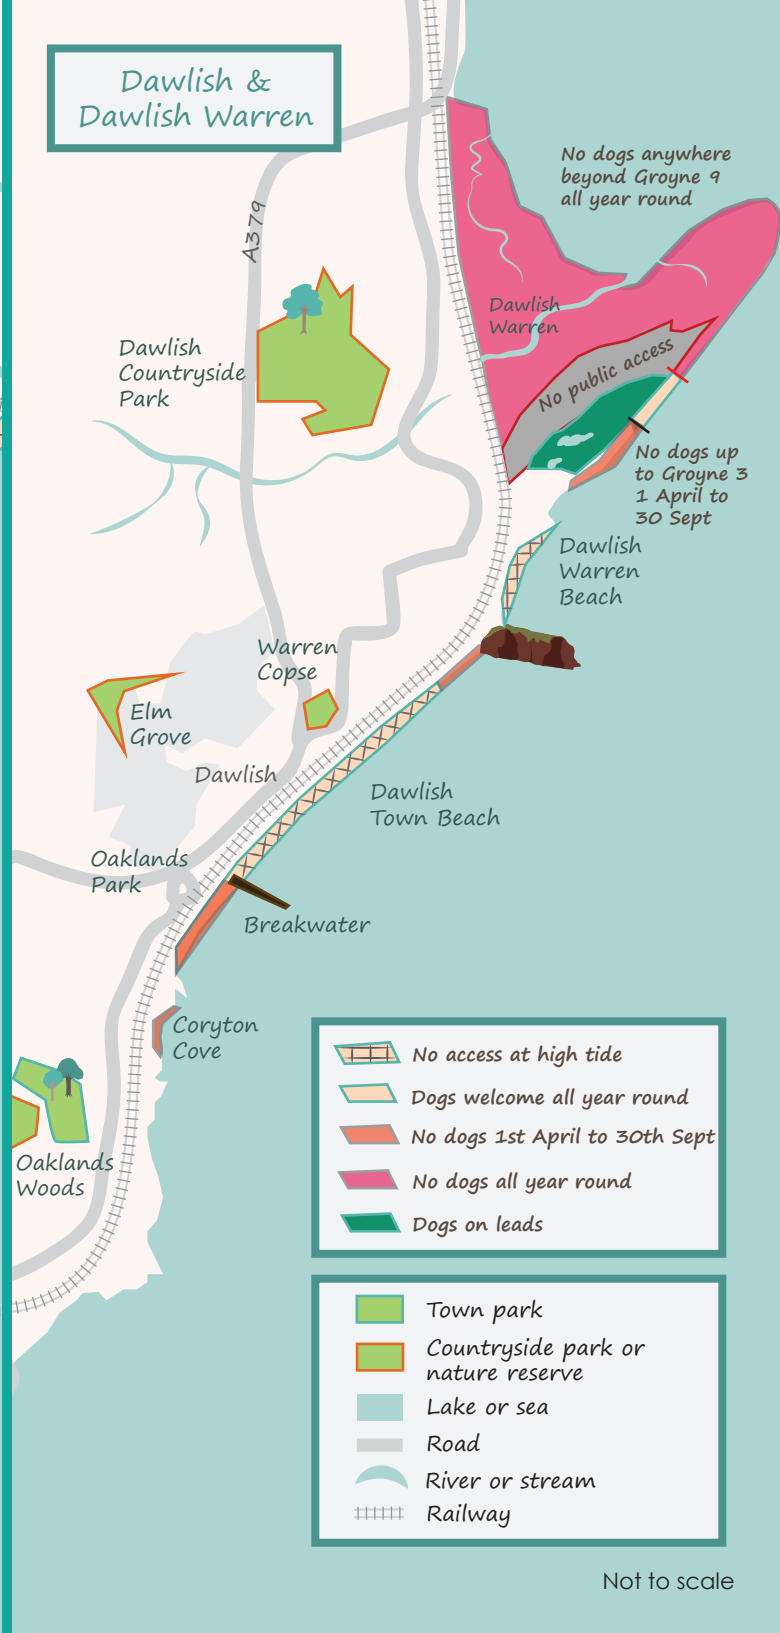 Dawlish &
Dawlish Warren
No dogs anywhere
beyond Groyne 9
all year round
A379
Dawlish
Warren
Dawlish
Countryside
Park
No public access
No dogs up
to Groyne 3
1 April to
30 Sept
Dawlish
Warren
Beach
Warren
Copse
Elm
Grove
Dawlish
Dawlish
Town Beach
Oaklands
Park
Breakwater
Coryton
Cove
Oaklands
Woods
No access at high tide
Dogs welcome all year round
No dogs 1st April to 30th Sept
No dogs all year round
Dogs on leads
Town park
Countryside park or
nature reserve
Lake or sea
Road
River or stream
Railway
Not to scale